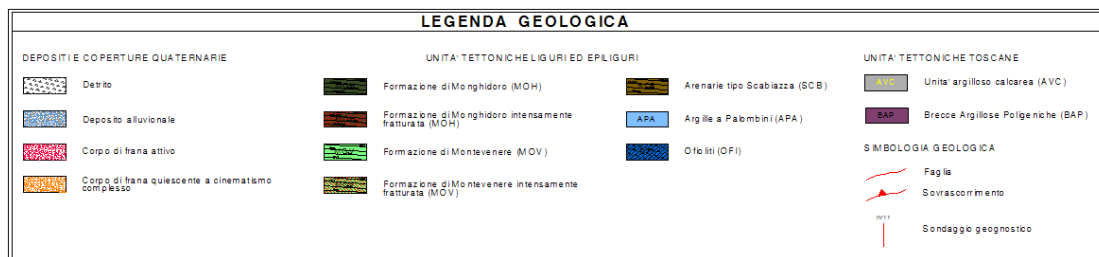 LEGENDA GEOLOGICA
DEPOSITI E COPERTURE QUATERNARIE
Detrito
Deposito alluvionale
Corpo di frana attivo
Corpo di frana quiescente a cinematismo
complesso
UNITA' TETTONICHE LIGURI ED EPILIGURI
Formazione di Monghidoro (MOH)
Formazione di Monghidoro intensamente
fratturata (MOH)
Formazione di Montevenere (MOV)
Formazione di Montevenere intensamente
fratturata (MOV)
Arenarie tipo Scabiazza (SCB)
APA
Argille a Palombini (APA)
Ofioliti (OFI)
UNITA' TETTONICHE TOSCANE
AVC
Unità argilloso calcarea (AVC)
BAP
Brecce Argillose Poligeniche (BAP)
SIMBOLOGIA GEOLOGICA
Faglia
Sovrascorrimento
Sondaggio geognostico